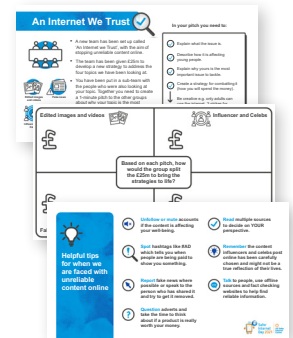 An Internet We Trust
A new team has been set up called
'An Internet We Trust', with the aim of
stopping unreliable content online.
The team has been given £25m to
develop a new strategy to address the
four topics we have been looking at.
You have been put in a sub-team with
the people who were also looking at
your topic. Together you need to create
a 1-minute pitch to the other groups
about why your topic is the most
In your pitch you need to:
Explain what the issue is.
Describe how it is affecting
young people.
Explain why yours is the most
important issue to tackle.
Create a strategy for combatting it
(how you will spend the money).
Edited images and videos
Influencer and Celebs
£
£
Based on each pitch, how
would the group split
the £25m to bring the
strategies to life?
£
£
Helpful tips
for when we
are faced with
unreliable
content online
Unfollow or mute accounts
if the content is affecting
your well-being.
Spot hashtags like #AD
which tells you when
people are being paid to
show you something.
Report fake news where
possible or speak to the
person who has shared it
and try to get it removed.
Question adverts and
take the time to think
about if a product is really
worth your money.
Read multiple sources
to decide on YOUR
perspective.
Remember the content
influencers and celebs post
online has been carefully
chosen and might not be a
true reflection of their lives.
Talk to people, use offline
sources and fact checking
websites to help find
reliable information.
Safer
Internet
Day 2021